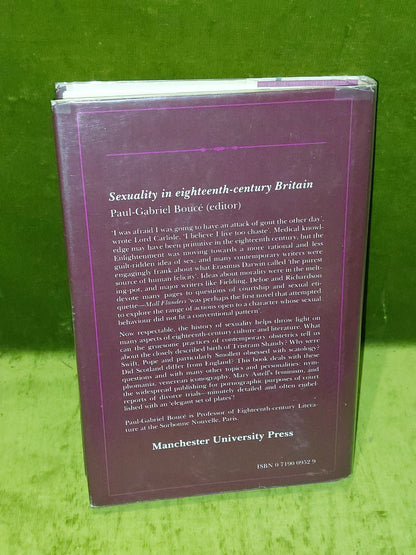 Sexuality in eighteenth-century Britain
Paul-Gabriel Boucé (editor)
'I was afraid I was going to have an attack of gout the other day',
wrote Lord Carlisle, 'I believe I live too chaste'. Medical knowl-
edge may have been primitive in the eighteenth century, but the
Enlightenment was moving towards a more rational and less
guilt-ridden idea of sex, and many contemporary writers were
engagingly frank about what Erasmus Darwin called 'the purest
source of human felicity'. Ideas about morality were in the melt-
ing-pot, and major writers like Fielding, Defoe and Richardson
devote many pages to questions of courtship and sexual eti-
quette—Moll Flanders 'was perhaps the first novel that attempted
to explore the range of actions open to a character whose sexual
behaviour did not fit a conventional pattern'.
Now respectable, the history of sexuality helps throw light on
many aspects of eighteenth-century culture and literature. What
can the gruesome practices of contemporary obstetrics tell us
about the closely described birth of Tristram Shandy? Why were
Swift, Pope and particularly Smollett obsessed with scatology?
Did Scotland differ from England? This book deals with these
questions and with many other topics and personalities: nym-
phomania, venereal iconography, Mary Astell's feminism, and
the widespread publishing for pornographic purposes of court
reports of divorce trials—minutely detailed and often embel-
lished with an 'elegant set of plates'!
Paul-Gabriel Boucé is Professor of Eighteenth-century Litera-
ture at the Sorbonne Nouvelle, Paris.
Manchester University Press
ISBN 0 7190 0952 9